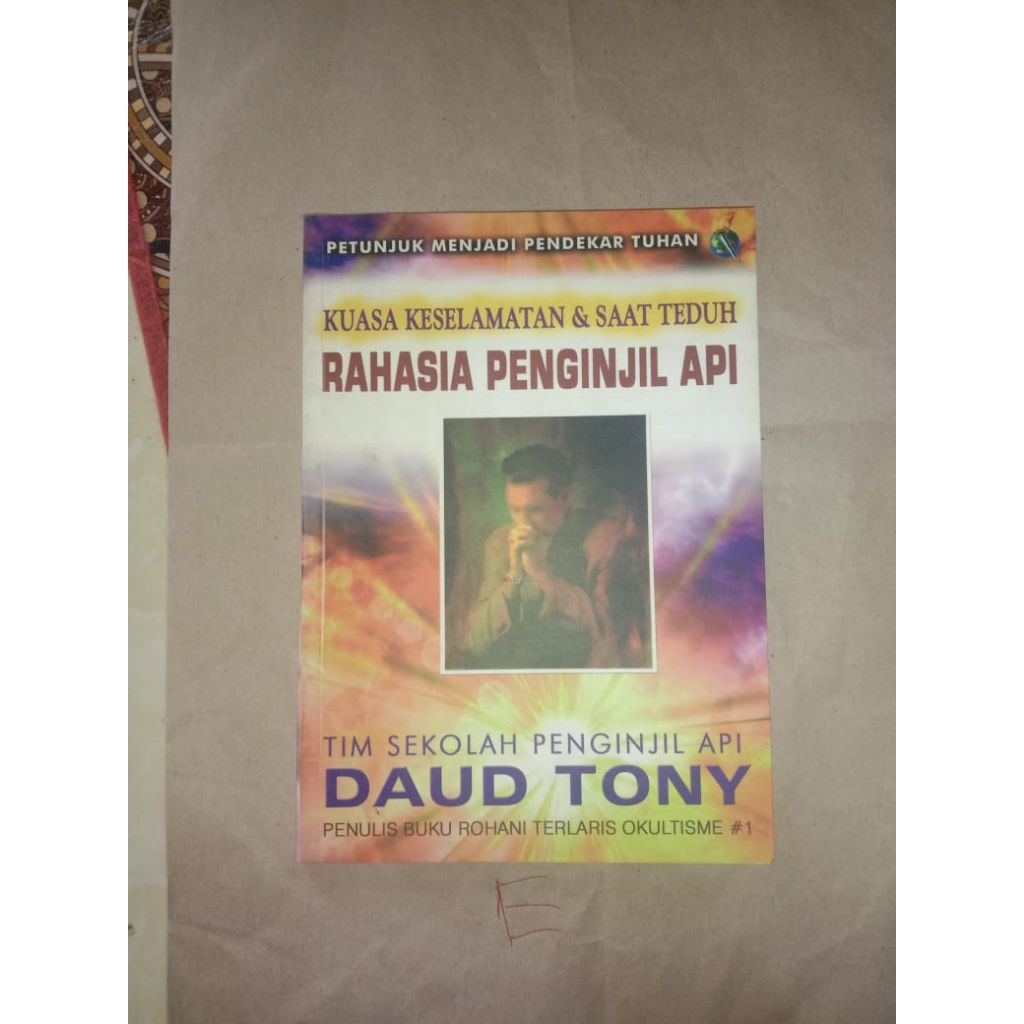 PETUNJUK MENJADI PENDEKAR TUHAN
KUASA KESELAMATAN & SAAT TEDUH
RAHASIA PENGINJIL API
TIM SEKOLAH PENGINJIL API
DAUD TONY
PENULIS BUKU ROHANI TERLARIS OKULTISME #1
E